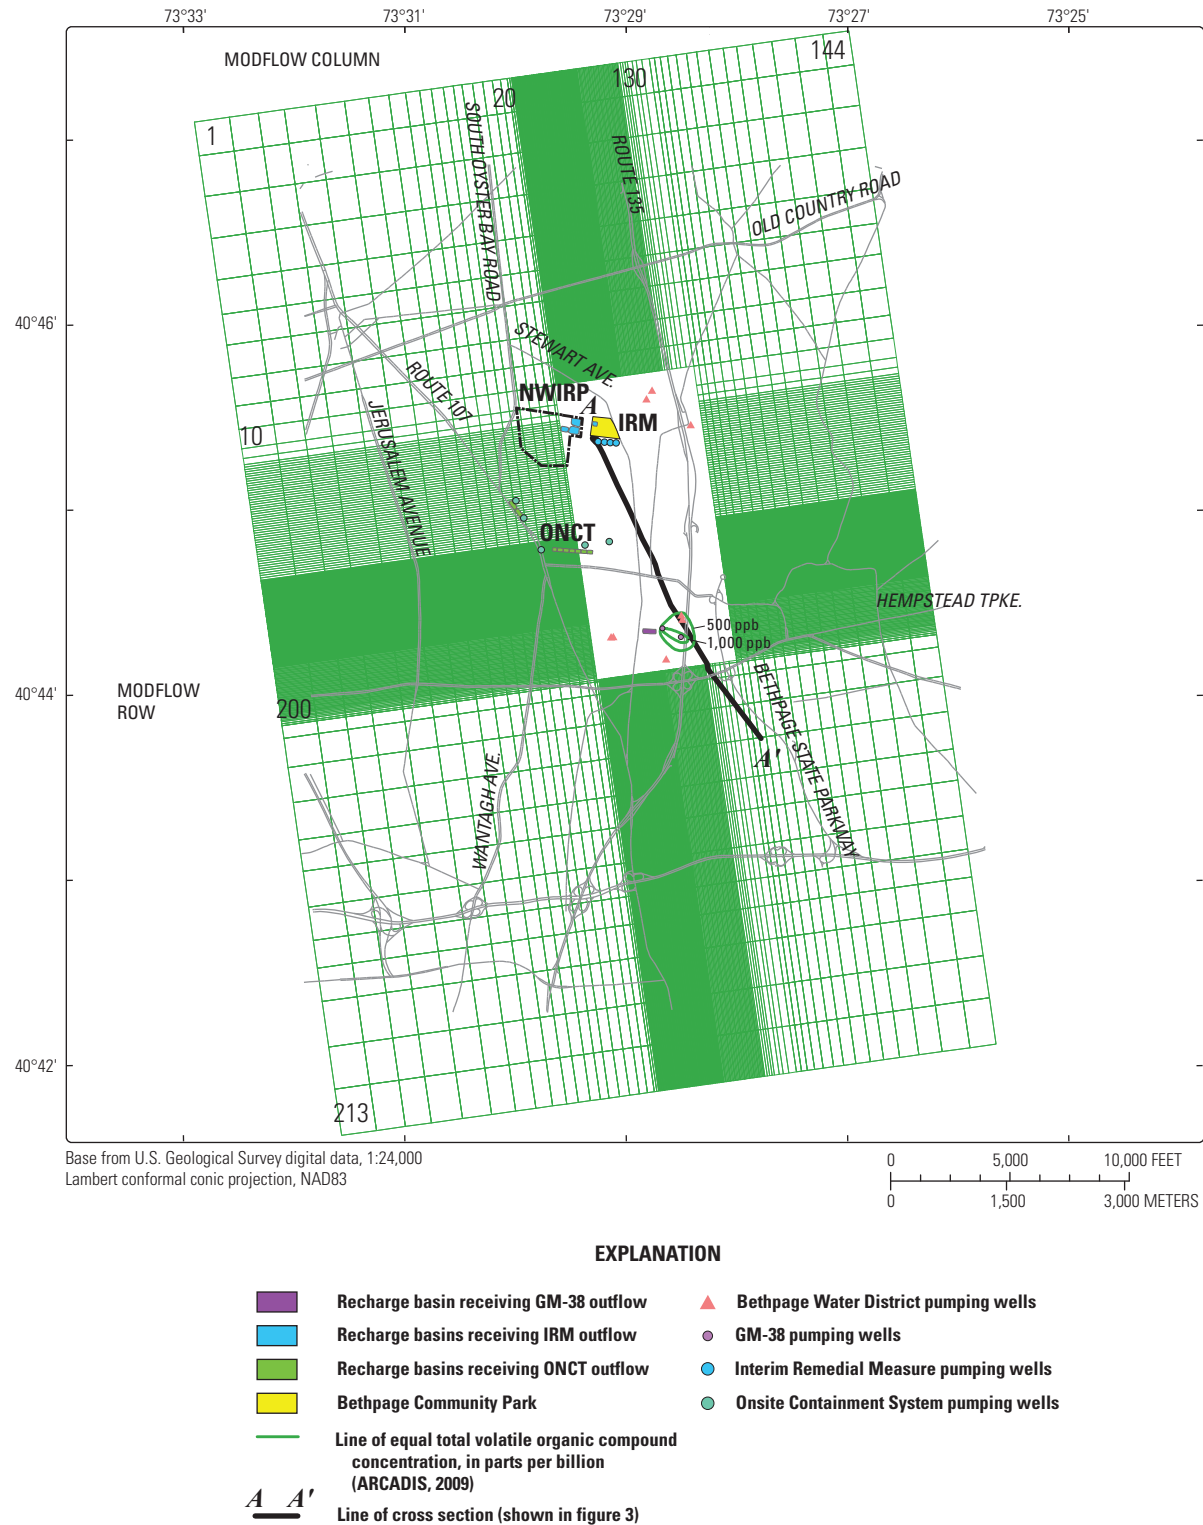 73°33' 73°31' 73°29' 73°27' 73°25'
MODFLOW COLUMN
144
130
20
1
SOUTH OYSTER BAY ROAD
ROUTE 135
OLD COUNTRY ROAD
40°46'
STEWART AVE.
ROUTE 107
NWIRP
A
IRM
JERUSALEM AVENUE
10
ONCT
HEMPSTEAD TPKE.
500 ppb
1,000 ppb
40°44'
MODFLOW
ROW
200
BETHPAGE STATE PARKWAY
A'
WANTAGH AVE.
40°42'
213
Base from U.S. Geological Survey digital data, 1:24,000
Lambert conformal conic projection, NAD83
0 5,000 10,000 FEET
0 1,500 3,000 METERS
EXPLANATION
Recharge basin receiving GM-38 outflow
Recharge basins receiving IRM outflow
Recharge basins receiving ONCT outflow
Bethpage Community Park
Line of equal total volatile organic compound
concentration, in parts per billion
(ARCADIS, 2009)
A A'
Line of cross section (shown in figure 3)
Bethpage Water District pumping wells
GM-38 pumping wells
Interim Remedial Measure pumping wells
Onsite Containment System pumping wells